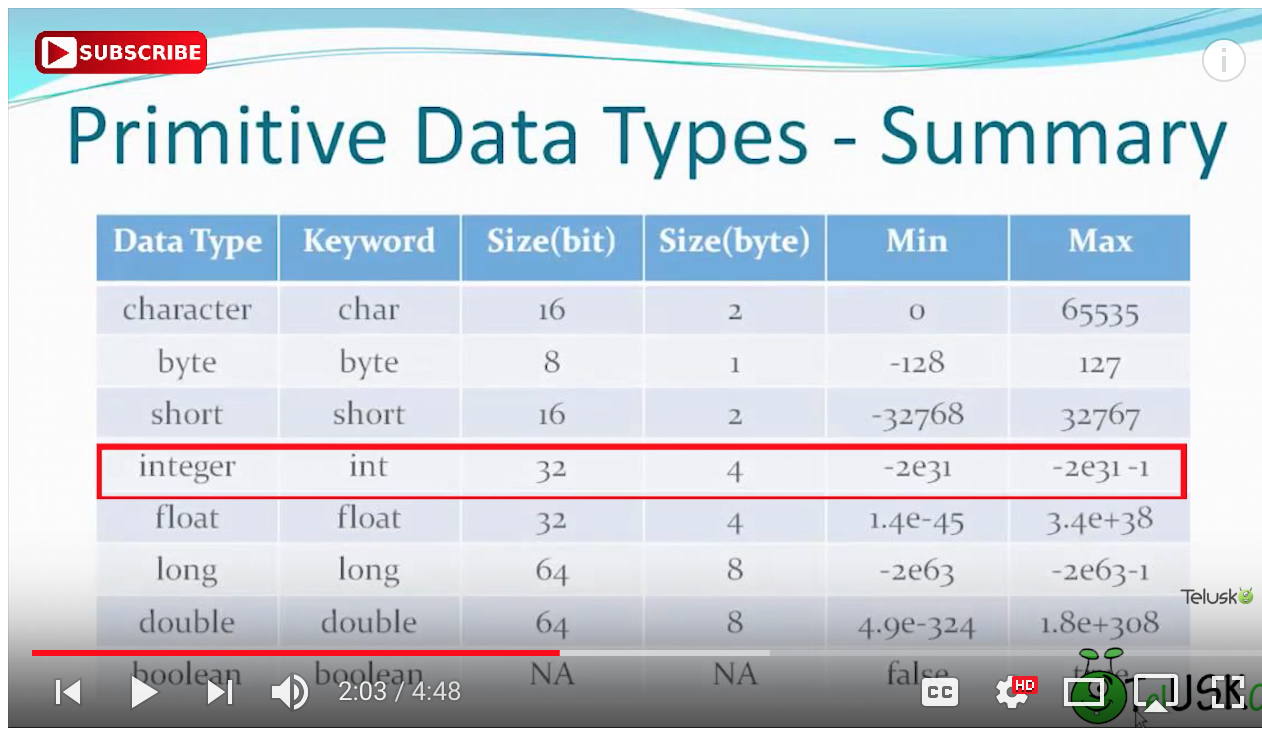 SUBSCRIBE
i
Primitive Data Types - Summary
Data Type Keyword Size(bit) Size(byte) Min Max
character char 16 2 0 65535
byte byte 8 1 -128 127
short short 16 2 -32768 32767
integer int 32 4 -2e31 -2e31 -1
float float 32 4 1.4e-45 3.4e+38
long long 64 8 -2e63 -2e63-1
Telusk
double double 64 8 4.9e-324 1.8e+308
boolean boolean NA NA false true
2:03 / 4:48 CC HD